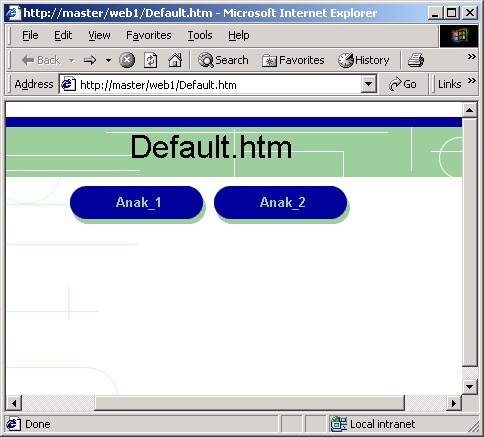 http://master/web1/Default.htm - Microsoft Internet Explorer
File Edit View Favorites Tools Help
Back Search Favorites History
Address http://master/web1/Default.htm Go Links
Default.htm
Anak_1 Anak_2
Done Local intranet